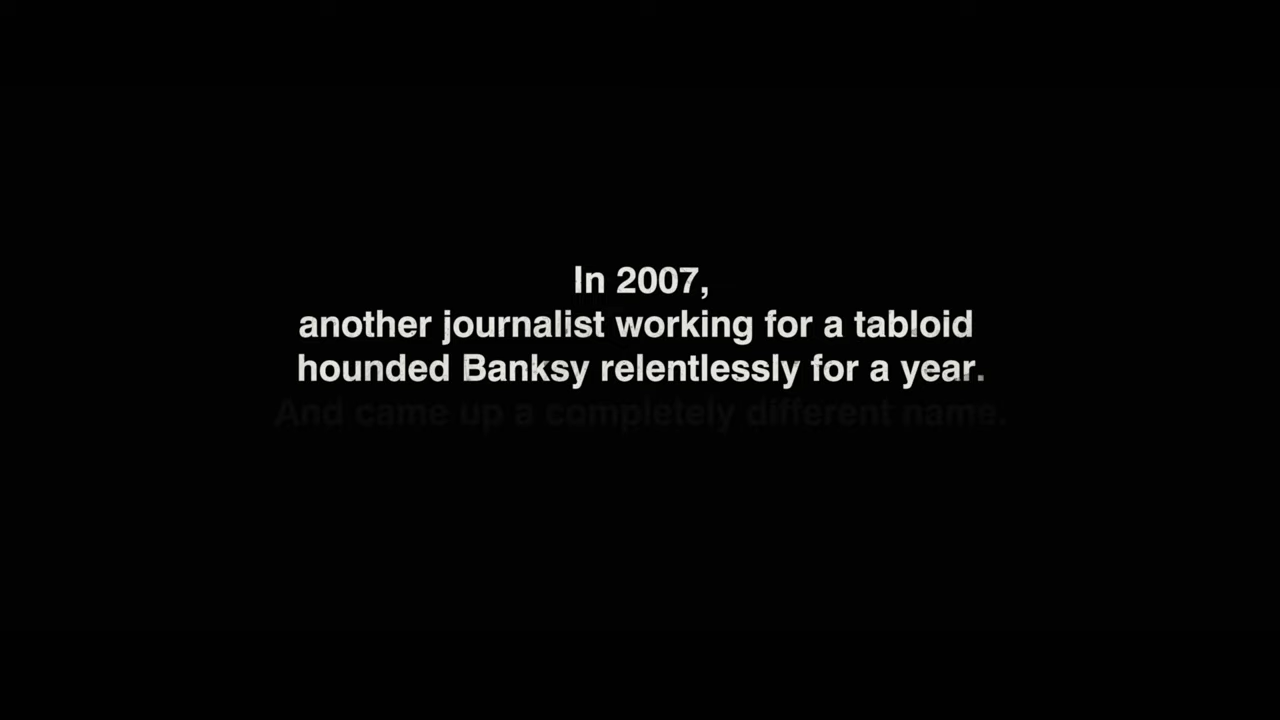 In 2007,
another journalist working for a tabloid
hounded Banksy relentlessly for a year.
And came up a completely different name.